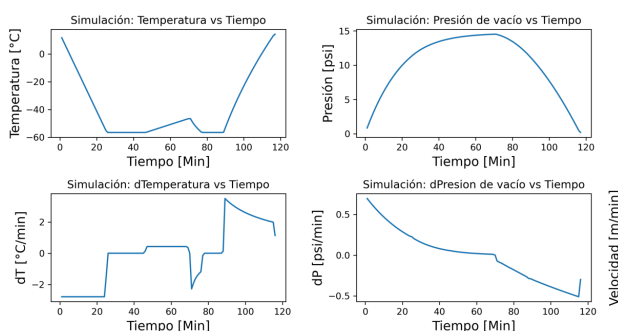 Simulación: Temperatura vs Tiempo
Temperatura [°C]
0
−20
−40
−60
0 20 40 60 80 100 120
Tiempo [Min]
Simulación: Presión de vacío vs Tiempo
Presión [psi]
15
10
5
0
0 20 40 60 80 100 120
Tiempo [Min]
Simulación: dTemperatura vs Tiempo
dT [°C/min]
2
0
−2
0 20 40 60 80 100 120
Tiempo [Min]
Simulación: dPresion de vacío vs Tiempo
dP [psi/min]
0.5
0.0
−0.5
0 20 40 60 80 100 120
Tiempo [Min]
Velocidad [m/min]